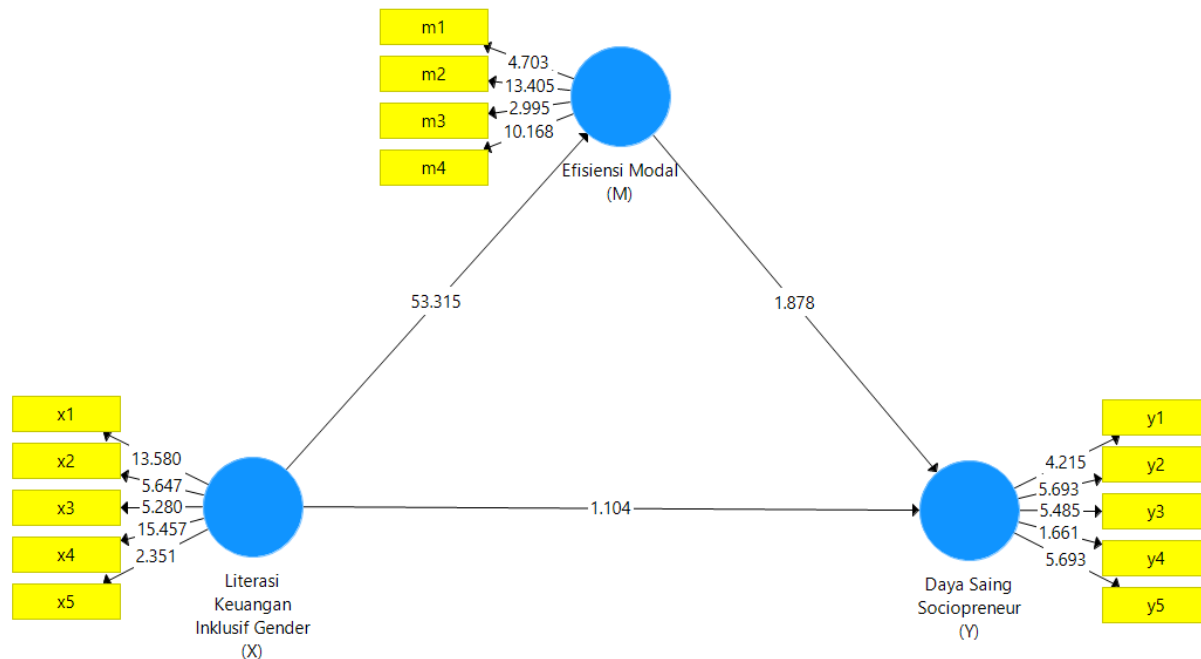 m1
m2
m3
m4
4.703
13.405
2.995
10.168
Efisiensi Modal
(M)
53.315
1.878
x1
x2
x3
x4
x5
13.580
5.647
5.280
15.457
2.351
Literasi
Keuangan
Inklusif Gender
(X)
1.104
Daya Saing
Sociopreneur
(Y)
4.215
5.693
5.485
1.661
5.693
y1
y2
y3
y4
y5